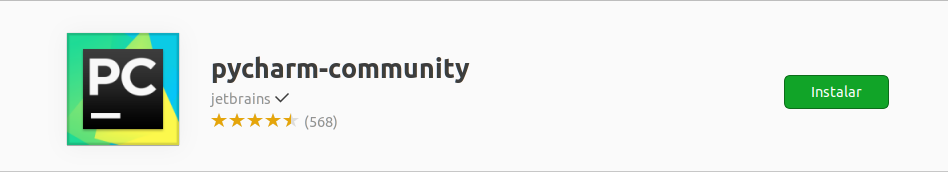 PC
pycharm-community
jetbrains
(568)
Instalar